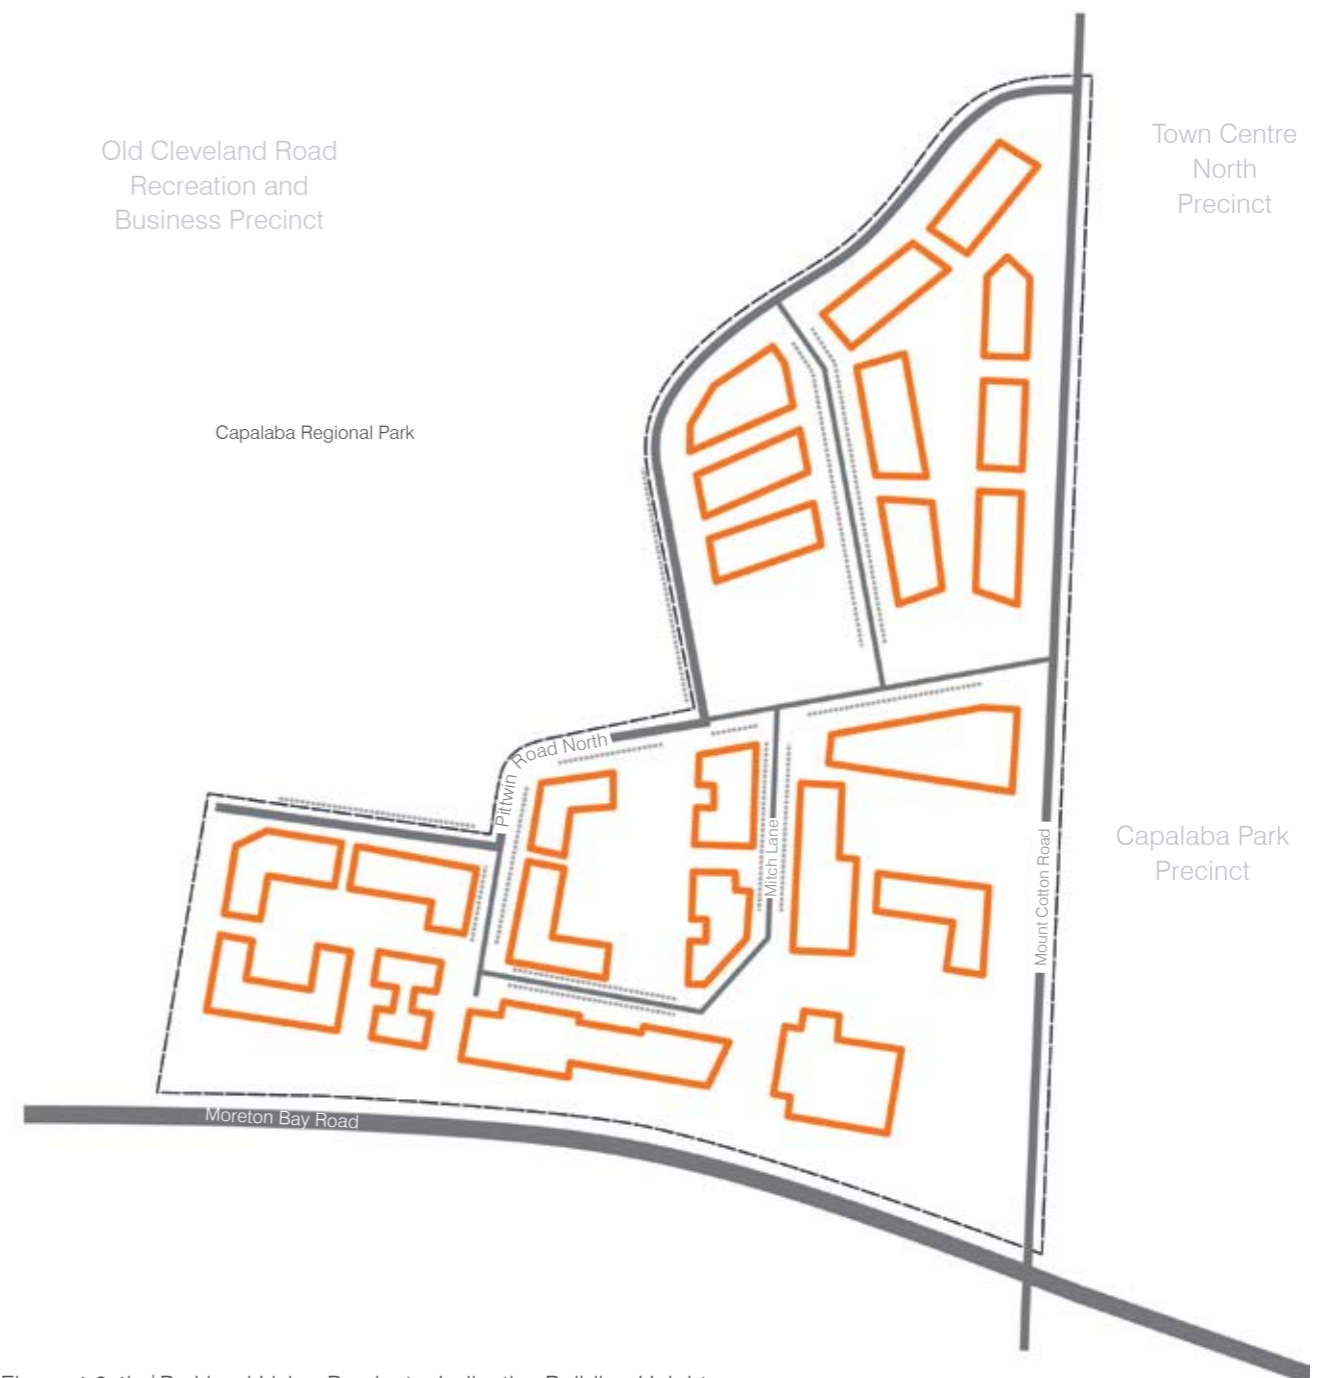 Town Centre
North
Precinct
Old Cleveland Road
Recreation and
Business Precinct
Capalaba Regional Park
Pittwin Road North
Mitch Lane
Mount Cotton Road
Capalaba Park
Precinct
Moreton Bay Road